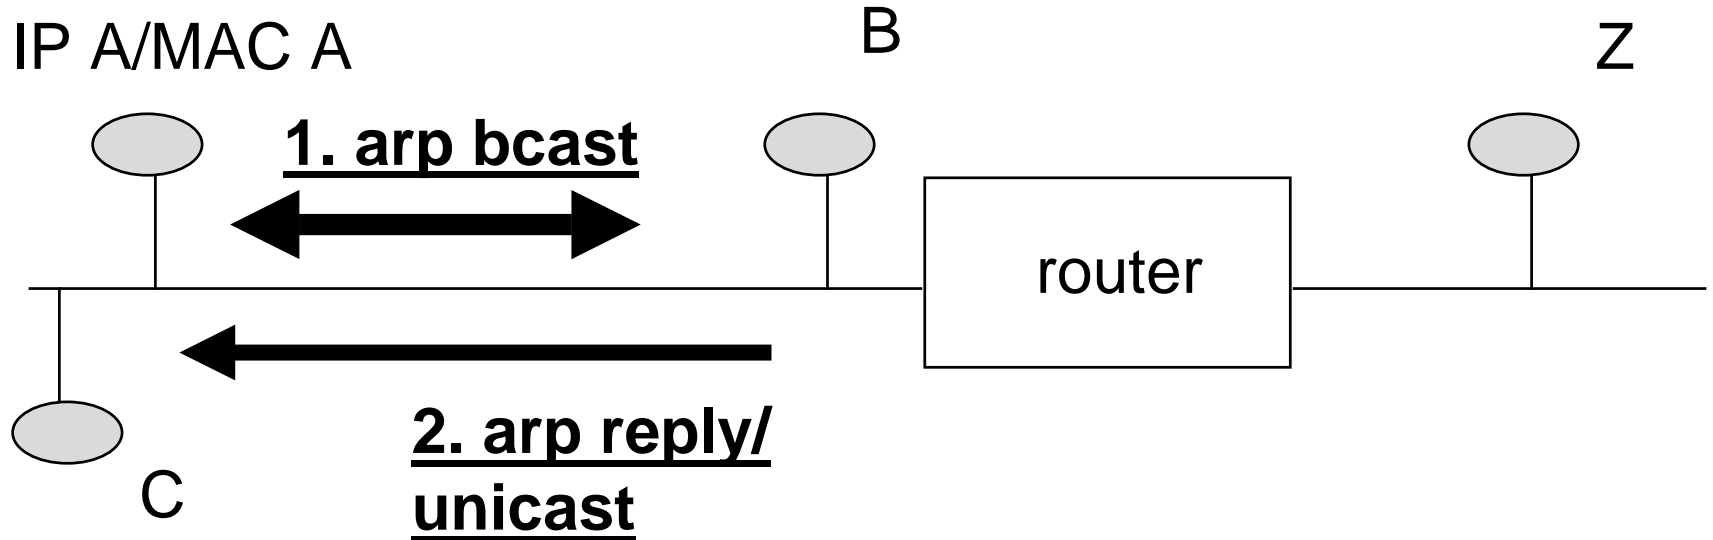 IP A/MAC A
B
Z
1. arp bcast
router
2. arp reply/
unicast
C